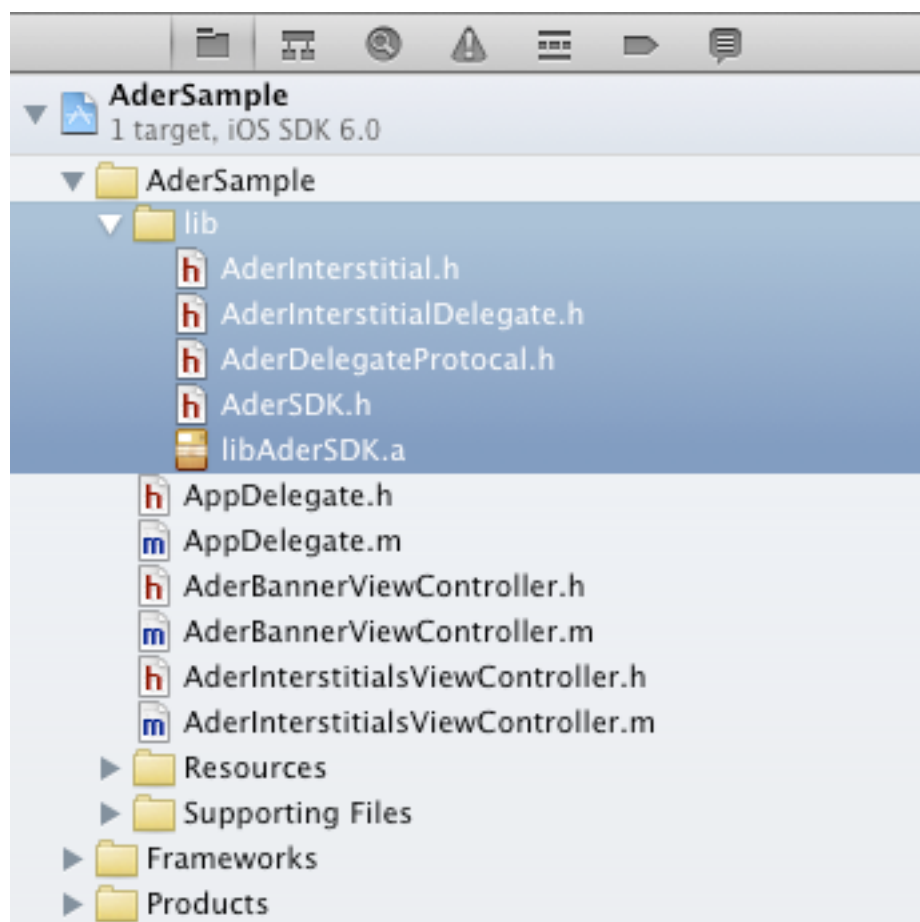 AderSample
1 target, iOS SDK 6.0
AderSample
lib
h AderInterstitial.h
h AderInterstitialDelegate.h
h AderDelegateProtocal.h
h AderSDK.h
libAderSDK.a
h AppDelegate.h
m AppDelegate.m
h AderBannerViewController.h
m AderBannerViewController.m
h AderInterstitialsViewController.h
m AderInterstitialsViewController.m
Resources
Supporting Files
Frameworks
Products